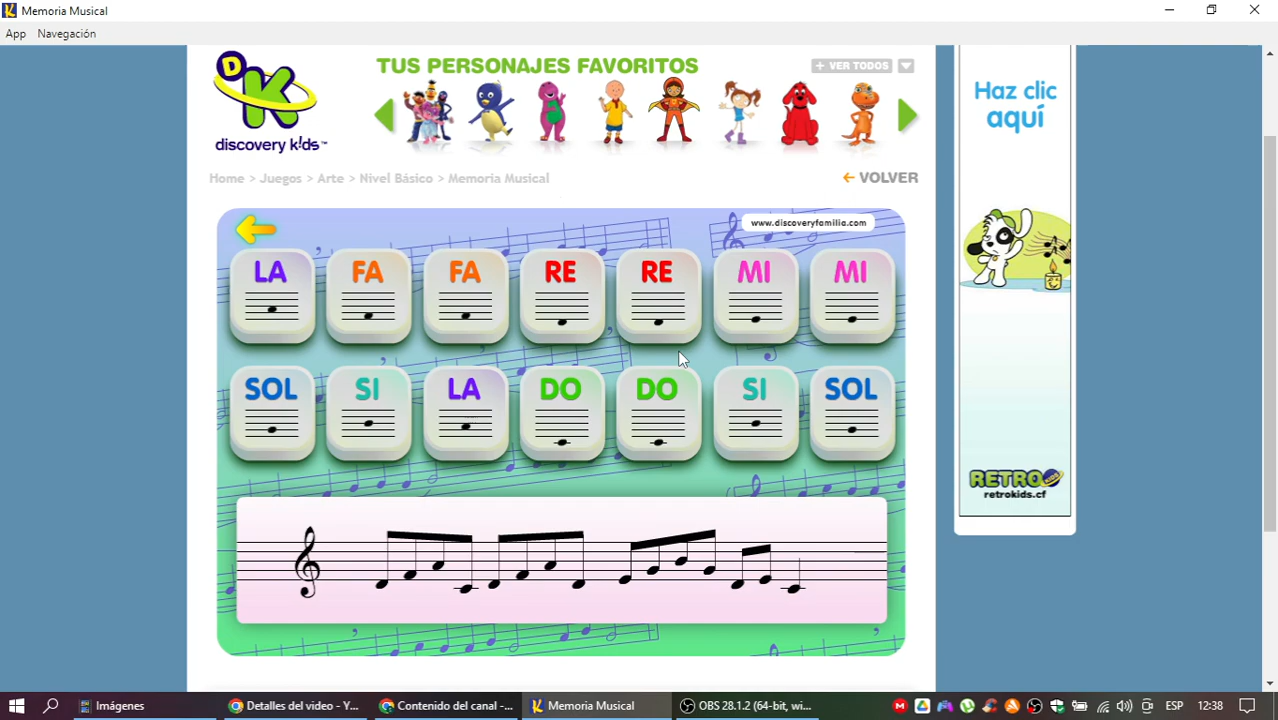 Memoria Musical
App Navegación
D
K
discovery k!ds™
TUS PERSONAJES FAVORITOS
+ VER TODOS
Home > Juegos > Arte > Nivel Básico > Memoria Musical
← VOLVER
Haz clic
aquí
www.discoveryfamilia.com
LA FA FA RE RE MI MI
SOL SI LA DO DO SI SOL
RETRO
retrokids.cf
Imágenes
Detalles del video - Y...
Contenido del canal -...
Memoria Musical
OBS 28.1.2 (64-bit, wi...
ESP
12:38